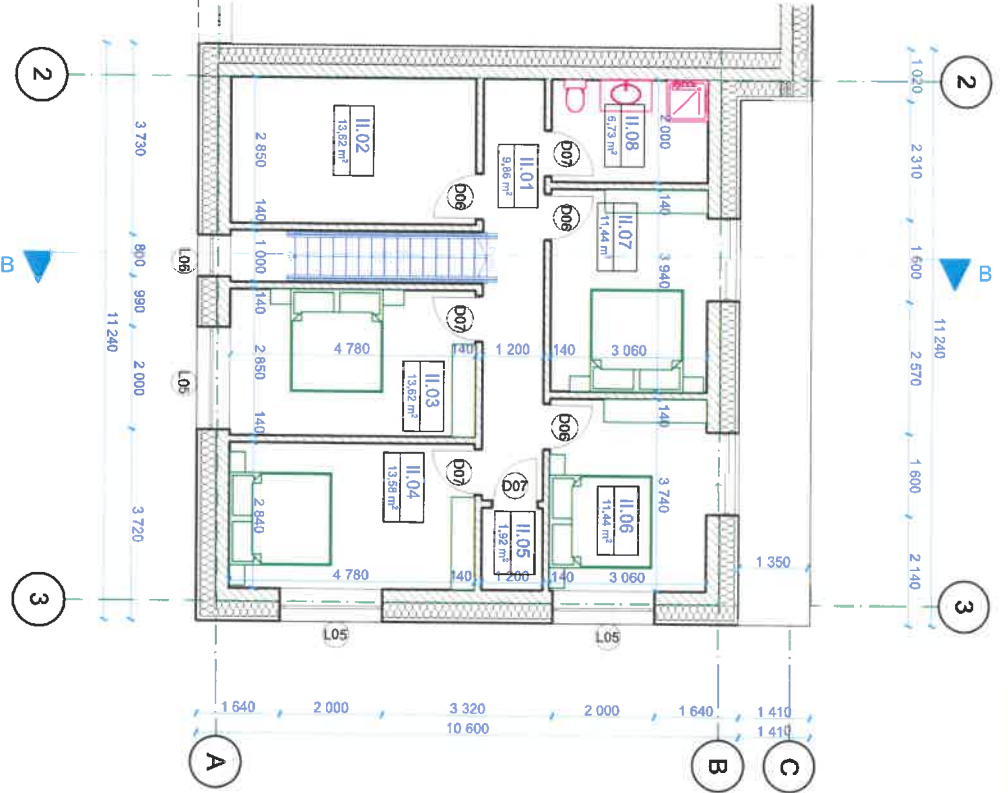 2
2
1 020
3 730
2 310
800
990
1 600
11 240
2 000
2 570
11 240
1 600
3 720
2 140
3
3
B
B
II.02
13,62 m²
2 850
II.08
6,73 m²
2 000
D07
II.01
9,86 m²
D06
D06
II.07
11,44 m²
140
140
L06
1 000
3 940
140
D07
4 780
140
1 200
140
3 060
2 850
II.03
13,62 m²
L05
140
140
D06
II.04
13,58 m²
D07
D07
3 740
2 840
II.05
1,92 m²
II.06
11,44 m²
4 780
140
1 200
140
3 060
1 350
L05
L05
1 640
2 000
3 320
2 000
1 640
1 410
10 600
1 410
A
B
C